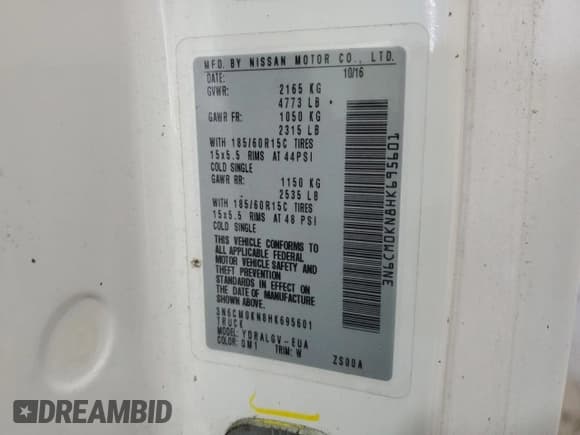 MFD. BY NISSAN MOTOR CO., LTD.
DATE: 10/16
GVWR: 2165 KG
4773 LB
GAWR FR: 1050 KG
2315 LB
WITH 185/60R15C TIRES
15x5.5 RIMS AT 44PSI
COLD SINGLE
GAWR RR: 1150 KG
2535 LB
WITH 185/60R15C TIRES
15x5.5 RIMS AT 48 PSI
COLD SINGLE
THIS VEHICLE CONFORMS TO
ALL APPLICABLE FEDERAL
MOTOR VEHICLE SAFETY AND
THEFT PREVENTION
STANDARDS IN EFFECT ON
THE DATE OF MANUFACTURE
SHOWN ABOVE.
3N6CM0KN8HK695601
TRUCK
MODEL: YDRALGV-EUA
COLOR: QM1 TRIM: W
ZS00A
3N6CM0KN8HK695601
DREAMBID